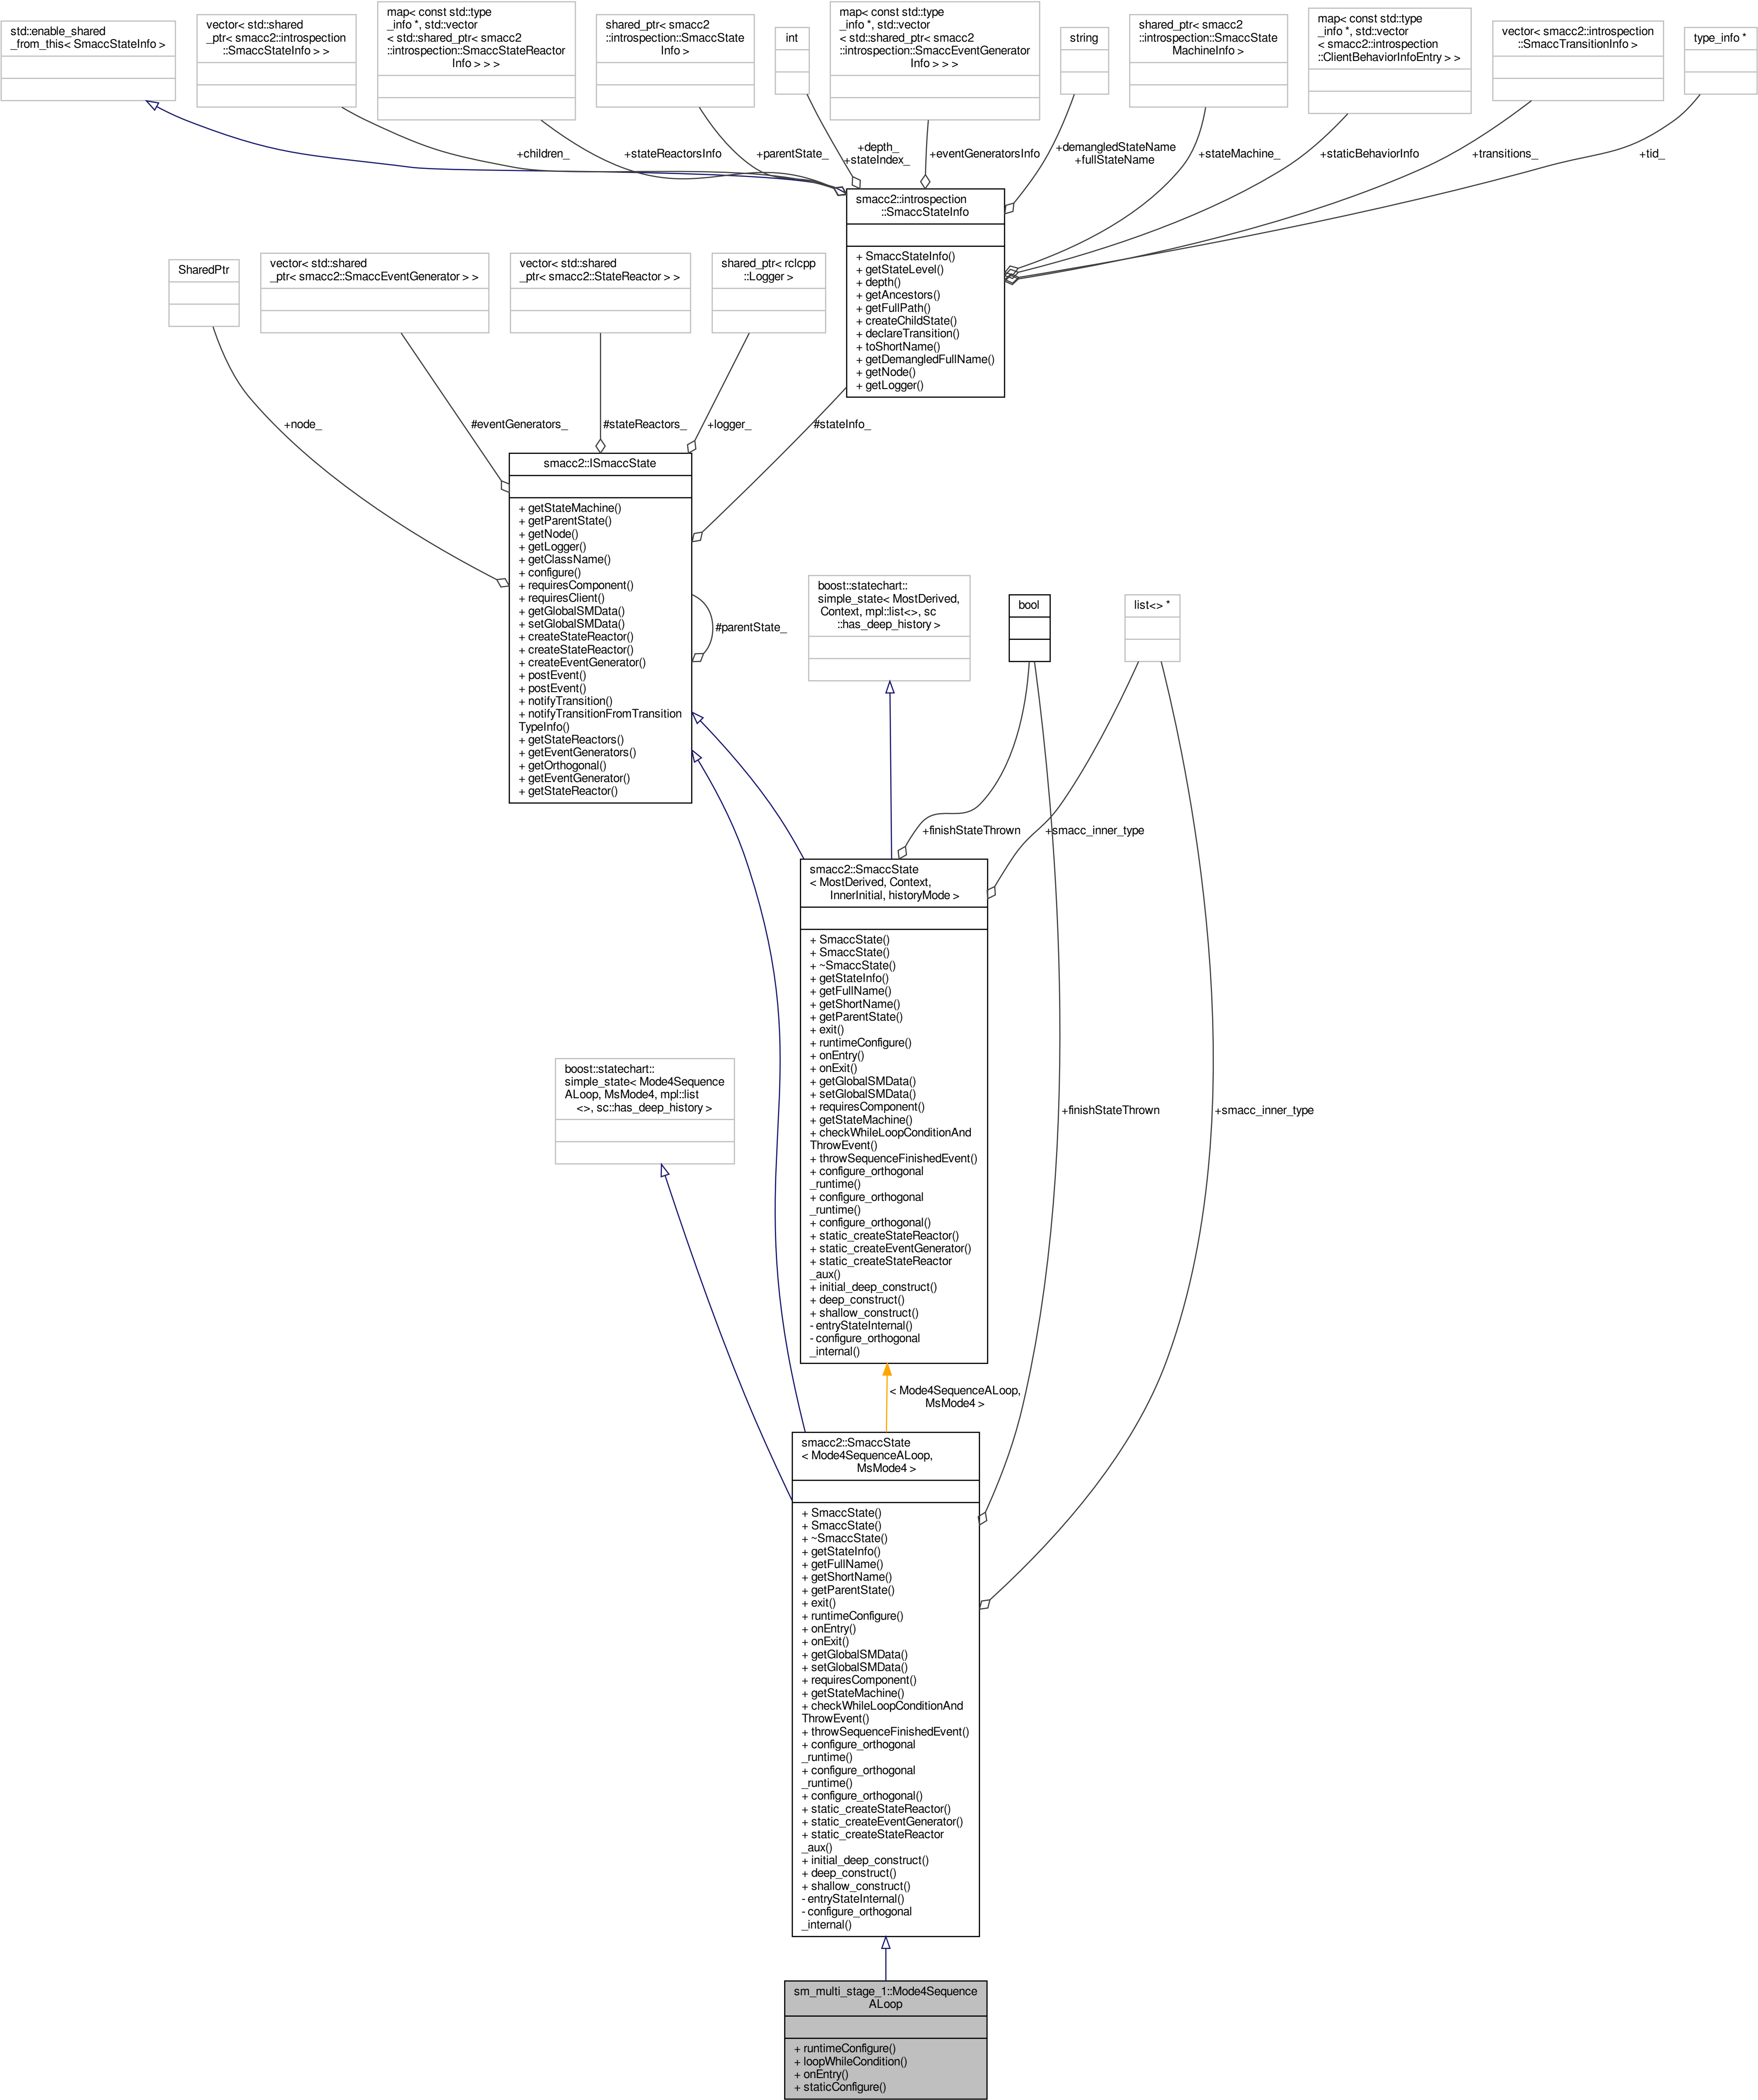 std::enable_shared
_from_this< SmaccStateInfo >
vector< std::shared
_ptr< smacc2::introspection
::SmaccStateInfo > >
map< const std::type
_info *, std::vector
< std::shared_ptr< smacc2
::introspection::SmaccStateReactor
Info > > >
shared_ptr< smacc2
::introspection::SmaccState
Info >
int
map< const std::type
_info *, std::vector
< std::shared_ptr< smacc2
::introspection::SmaccEventGenerator
Info > > >
string
shared_ptr< smacc2
::introspection::SmaccState
MachineInfo >
map< const std::type
_info *, std::vector
< smacc2::introspection
::ClientBehaviorInfoEntry > >
vector< smacc2::introspection
::SmaccTransitionInfo >
type_info *
+children_
+stateReactorsInfo
+parentState_
+depth_
+stateIndex_
+eventGeneratorsInfo
+demangledStateName
+fullStateName
+stateMachine_
+staticBehaviorInfo
+transitions_
+tid_
smacc2::introspection
::SmaccStateInfo
+ SmaccStateInfo()
+ getStateLevel()
+ depth()
+ getAncestors()
+ getFullPath()
+ createChildState()
+ declareTransition()
+ toShortName()
+ getDemangledFullName()
+ getNode()
+ getLogger()
SharedPtr
vector< std::shared
_ptr< smacc2::SmaccEventGenerator > >
vector< std::shared
_ptr< smacc2::StateReactor > >
shared_ptr< rclcpp
::Logger >
+node_
#eventGenerators_
#stateReactors_
+logger_
#stateInfo_
smacc2::ISmaccState
+ getStateMachine()
+ getParentState()
+ getNode()
+ getLogger()
+ getClassName()
+ configure()
+ requiresComponent()
+ requiresClient()
+ getGlobalSMData()
+ setGlobalSMData()
+ createStateReactor()
+ createStateReactor()
+ createEventGenerator()
+ postEvent()
+ postEvent()
+ notifyTransition()
+ notifyTransitionFromTransition
TypeInfo()
+ getStateReactors()
+ getEventGenerators()
+ getOrthogonal()
+ getEventGenerator()
+ getStateReactor()
#parentState_
boost::statechart::
simple_state< MostDerived,
Context, mpl::list<>, sc
::has_deep_history >
bool
list<> *
+finishStateThrown
+smacc_inner_type
smacc2::SmaccState
< MostDerived, Context,
InnerInitial, historyMode >
+ SmaccState()
+ SmaccState()
+ ~SmaccState()
+ getStateInfo()
+ getFullName()
+ getShortName()
+ getParentState()
+ exit()
+ runtimeConfigure()
+ onEntry()
+ onExit()
+ getGlobalSMData()
+ setGlobalSMData()
+ requiresComponent()
+ getStateMachine()
+ checkWhileLoopConditionAnd
ThrowEvent()
+ throwSequenceFinishedEvent()
+ configure_orthogonal
_runtime()
+ configure_orthogonal
_runtime()
+ configure_orthogonal()
+ static_createStateReactor()
+ static_createEventGenerator()
+ static_createStateReactor
_aux()
+ initial_deep_construct()
+ deep_construct()
+ shallow_construct()
- entryStateInternal()
- configure_orthogonal
_internal()
boost::statechart::
simple_state< Mode4Sequence
ALoop, MsMode4, mpl::list
<>, sc::has_deep_history >
+finishStateThrown
+smacc_inner_type
< Mode4SequenceALoop,
MsMode4 >
smacc2::SmaccState
< Mode4SequenceALoop,
MsMode4 >
+ SmaccState()
+ SmaccState()
+ ~SmaccState()
+ getStateInfo()
+ getFullName()
+ getShortName()
+ getParentState()
+ exit()
+ runtimeConfigure()
+ onEntry()
+ onExit()
+ getGlobalSMData()
+ setGlobalSMData()
+ requiresComponent()
+ getStateMachine()
+ checkWhileLoopConditionAnd
ThrowEvent()
+ throwSequenceFinishedEvent()
+ configure_orthogonal
_runtime()
+ configure_orthogonal
_runtime()
+ configure_orthogonal()
+ static_createStateReactor()
+ static_createEventGenerator()
+ static_createStateReactor
_aux()
+ initial_deep_construct()
+ deep_construct()
+ shallow_construct()
- entryStateInternal()
- configure_orthogonal
_internal()
sm_multi_stage_1::Mode4Sequence
ALoop
+ runtimeConfigure()
+ loopWhileCondition()
+ onEntry()
+ staticConfigure()